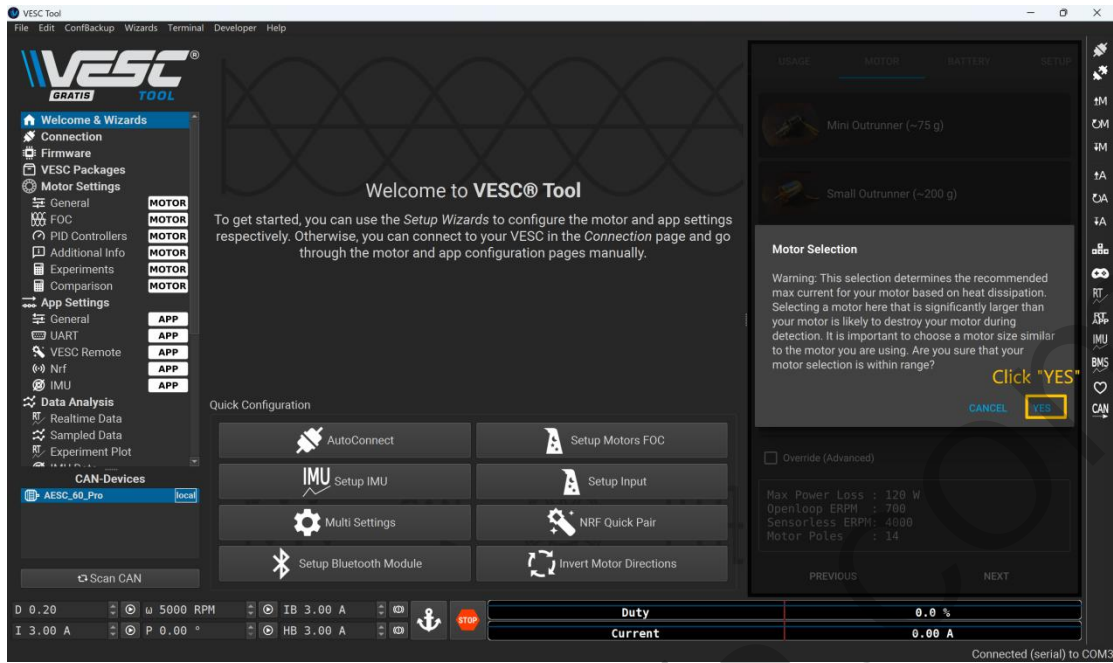 VESC Tool
File Edit ConfBackup Wizards Terminal Developer Help
VESC®
GRATIS TOOL
Welcome & Wizards
Connection
Firmware
VESC Packages
Motor Settings
General MOTOR
FOC MOTOR
PID Controllers MOTOR
Additional Info MOTOR
Experiments MOTOR
Comparison MOTOR
App Settings
General APP
UART APP
VESC Remote APP
Nrf APP
IMU APP
Data Analysis
Realtime Data
Sampled Data
Experiment Plot
CAN-Devices
AESC_60_Pro local
Scan CAN
Welcome to VESC® Tool
To get started, you can use the Setup Wizards to configure the motor and app settings
respectively. Otherwise, you can connect to your VESC in the Connection page and go
through the motor and app configuration pages manually.
Quick Configuration
AutoConnect
Setup Motors FOC
IMU Setup IMU
Setup Input
Multi Settings
NRF Quick Pair
Setup Bluetooth Module
Invert Motor Directions
USAGE MOTOR BATTERY SETUP
Mini Outrunner (~75 g)
Small Outrunner (~200 g)
Motor Selection
Warning: This selection determines the recommended
max current for your motor based on heat dissipation.
Selecting a motor here that is significantly larger than
your motor is likely to destroy your motor during
detection. It is important to choose a motor size similar
to the motor you are using. Are you sure that your
motor selection is within range?
Click "YES"
CANCEL YES
Override (Advanced)
Max Power Loss : 120 W
Openloop ERPM : 700
Sensorless ERPM: 4000
Motor Poles : 14
PREVIOUS NEXT
M
M
M
A
A
A
RT
RT APP
IMU
BMS
CAN
D 0.20 ω 5000 RPM IB 3.00 A
I 3.00 A P 0.00 ° HB 3.00 A
STOP
Duty 0.0 %
Current 0.00 A
Connected (serial) to COM3